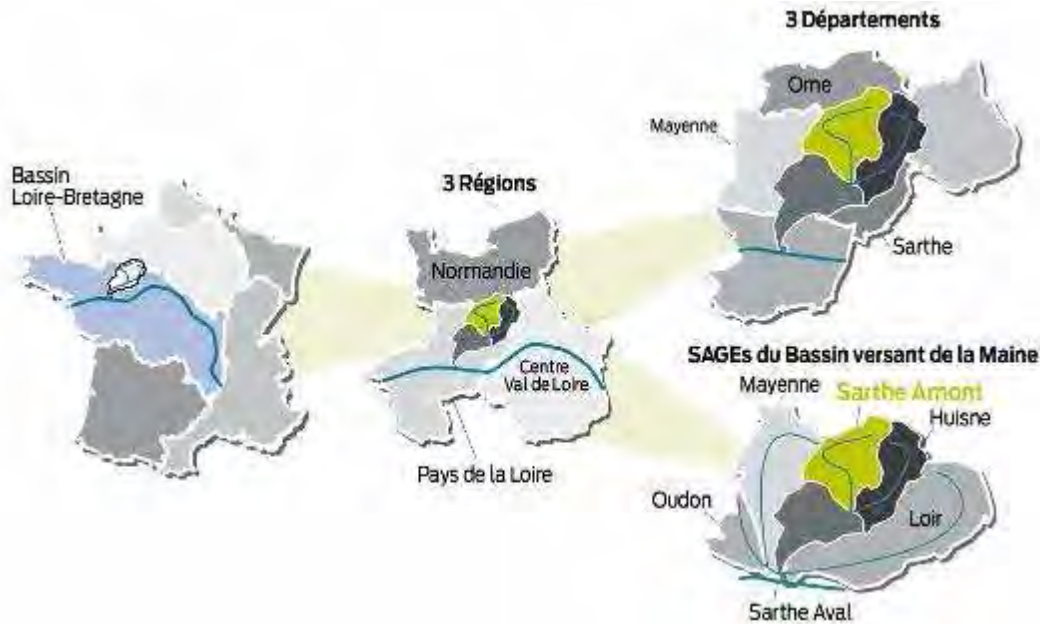 Bassin
Loire-Bretagne
3 Régions
Normandie
Centre
Val de Loire
Pays de la Loire
3 Départements
Orne
Mayenne
Sarthe
SAGEs du Bassin versant de la Maine
Mayenne
Sarthe Amont
Huisne
Oudon
Loir
Sarthe Aval